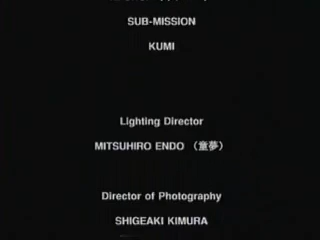 SUB-MISSION
KUMI
Lighting Director
MITSUHIRO ENDO （童夢）
Director of Photography
SHIGEAKI KIMURA